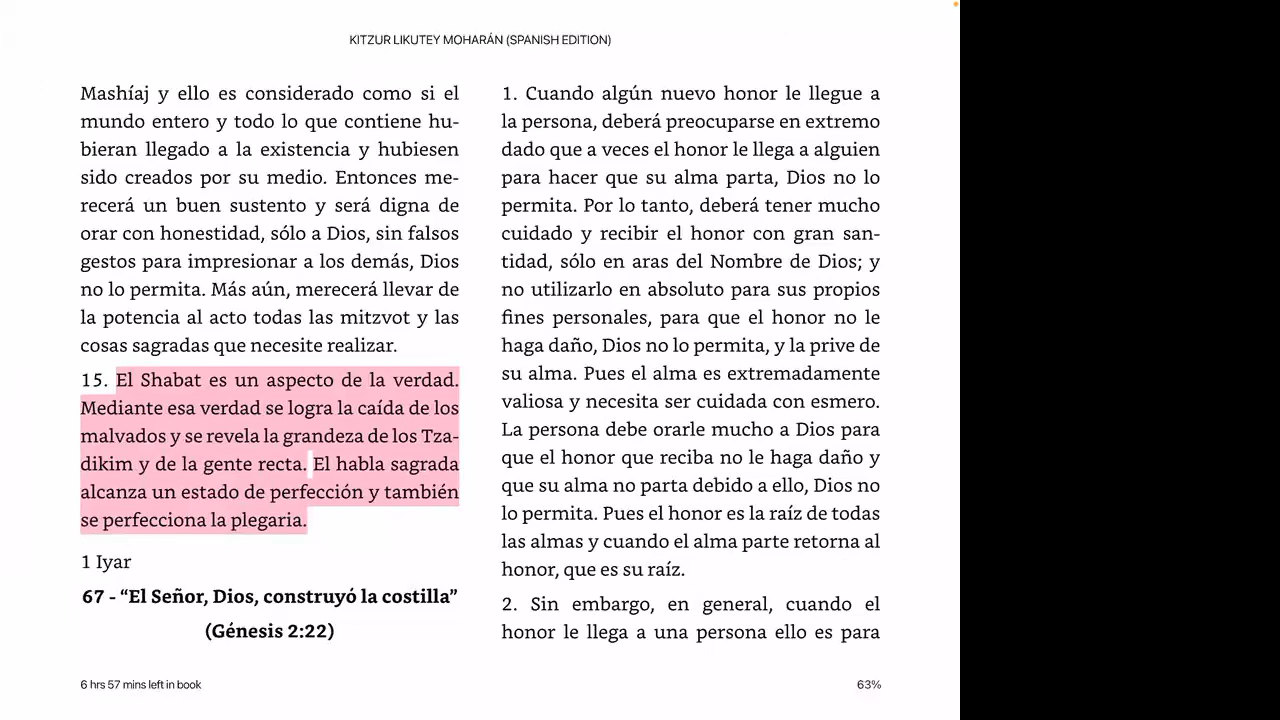 KITZUR LIKUTEY MOHARÁN (SPANISH EDITION)
Mashíaj y ello es considerado como si el
mundo entero y todo lo que contiene hu-
bieran llegado a la existencia y hubiesen
sido creados por su medio. Entonces me-
recerá un buen sustento y será digna de
orar con honestidad, sólo a Dios, sin falsos
gestos para impresionar a los demás, Dios
no lo permita. Más aún, merecerá llevar de
la potencia al acto todas las mitzvot y las
cosas sagradas que necesite realizar.
15. El Shabat es un aspecto de la verdad.
Mediante esa verdad se logra la caída de los
malvados y se revela la grandeza de los Tza-
dikim y de la gente recta. El habla sagrada
alcanza un estado de perfección y también
se perfecciona la plegaria.
1 Iyar
67 - “El Señor, Dios, construyó la costilla”
(Génesis 2:22)
1. Cuando algún nuevo honor le llegue a
la persona, deberá preocuparse en extremo
dado que a veces el honor le llega a alguien
para hacer que su alma parta, Dios no lo
permita. Por lo tanto, deberá tener mucho
cuidado y recibir el honor con gran san-
tidad, sólo en aras del Nombre de Dios; y
no utilizarlo en absoluto para sus propios
fines personales, para que el honor no le
haga daño, Dios no lo permita, y la prive de
su alma. Pues el alma es extremadamente
valiosa y necesita ser cuidada con esmero.
La persona debe orarle mucho a Dios para
que el honor que reciba no le haga daño y
que su alma no parta debido a ello, Dios no
lo permita. Pues el honor es la raíz de todas
las almas y cuando el alma parte retorna al
honor, que es su raíz.
2. Sin embargo, en general, cuando el
honor le llega a una persona ello es para
6 hrs 57 mins left in book
63%